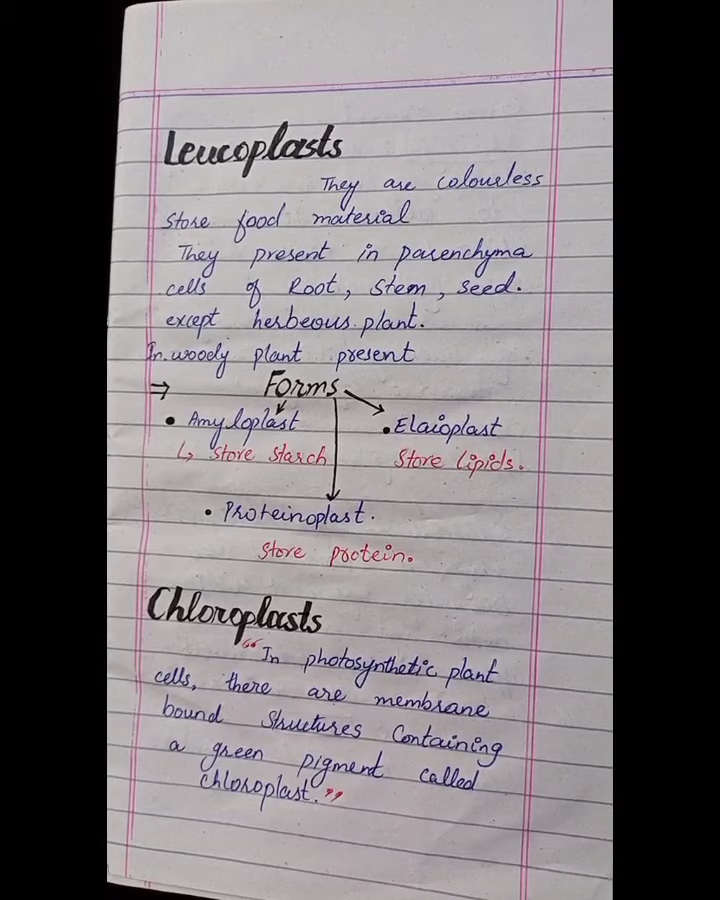 Leucoplasts
They are colourless
store food material
They present in parenchyma
cells of Root, stem, seed.
except herbeous plant.
In woody plant present
⇒ Forms
• Amyloplast
↳ store starch
• Elaioplast
Store lipids.
• Proteinoplast.
Store protein.
Chloroplasts
“In photosynthetic plant
cells, there are membrane
bound structures containing
a green pigment called
chloroplast.”